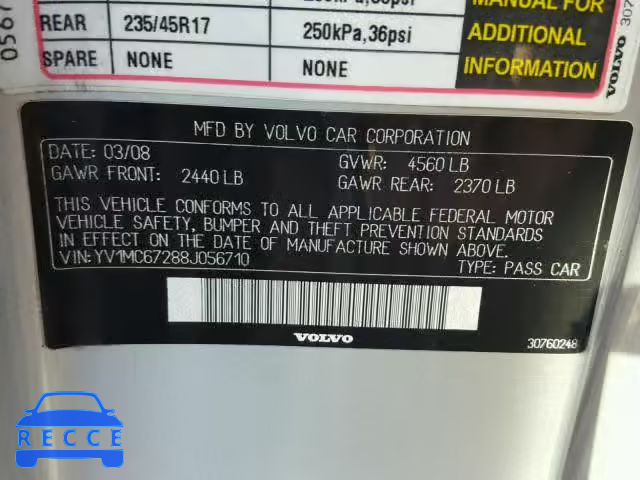 MANUAL FOR
REAR 235/45R17 250kPa,36psi ADDITIONAL
SPARE NONE NONE INFORMATION
VOLVO
MFD BY VOLVO CAR CORPORATION
DATE: 03/08 GVWR: 4560 LB
GAWR FRONT: 2440 LB GAWR REAR: 2370 LB
THIS VEHICLE CONFORMS TO ALL APPLICABLE FEDERAL MOTOR
VEHICLE SAFETY, BUMPER AND THEFT PREVENTION STANDARDS
IN EFFECT ON THE DATE OF MANUFACTURE SHOWN ABOVE.
VIN:YV1MC67288J056710 TYPE: PASS CAR
VOLVO 30760248
RECCE